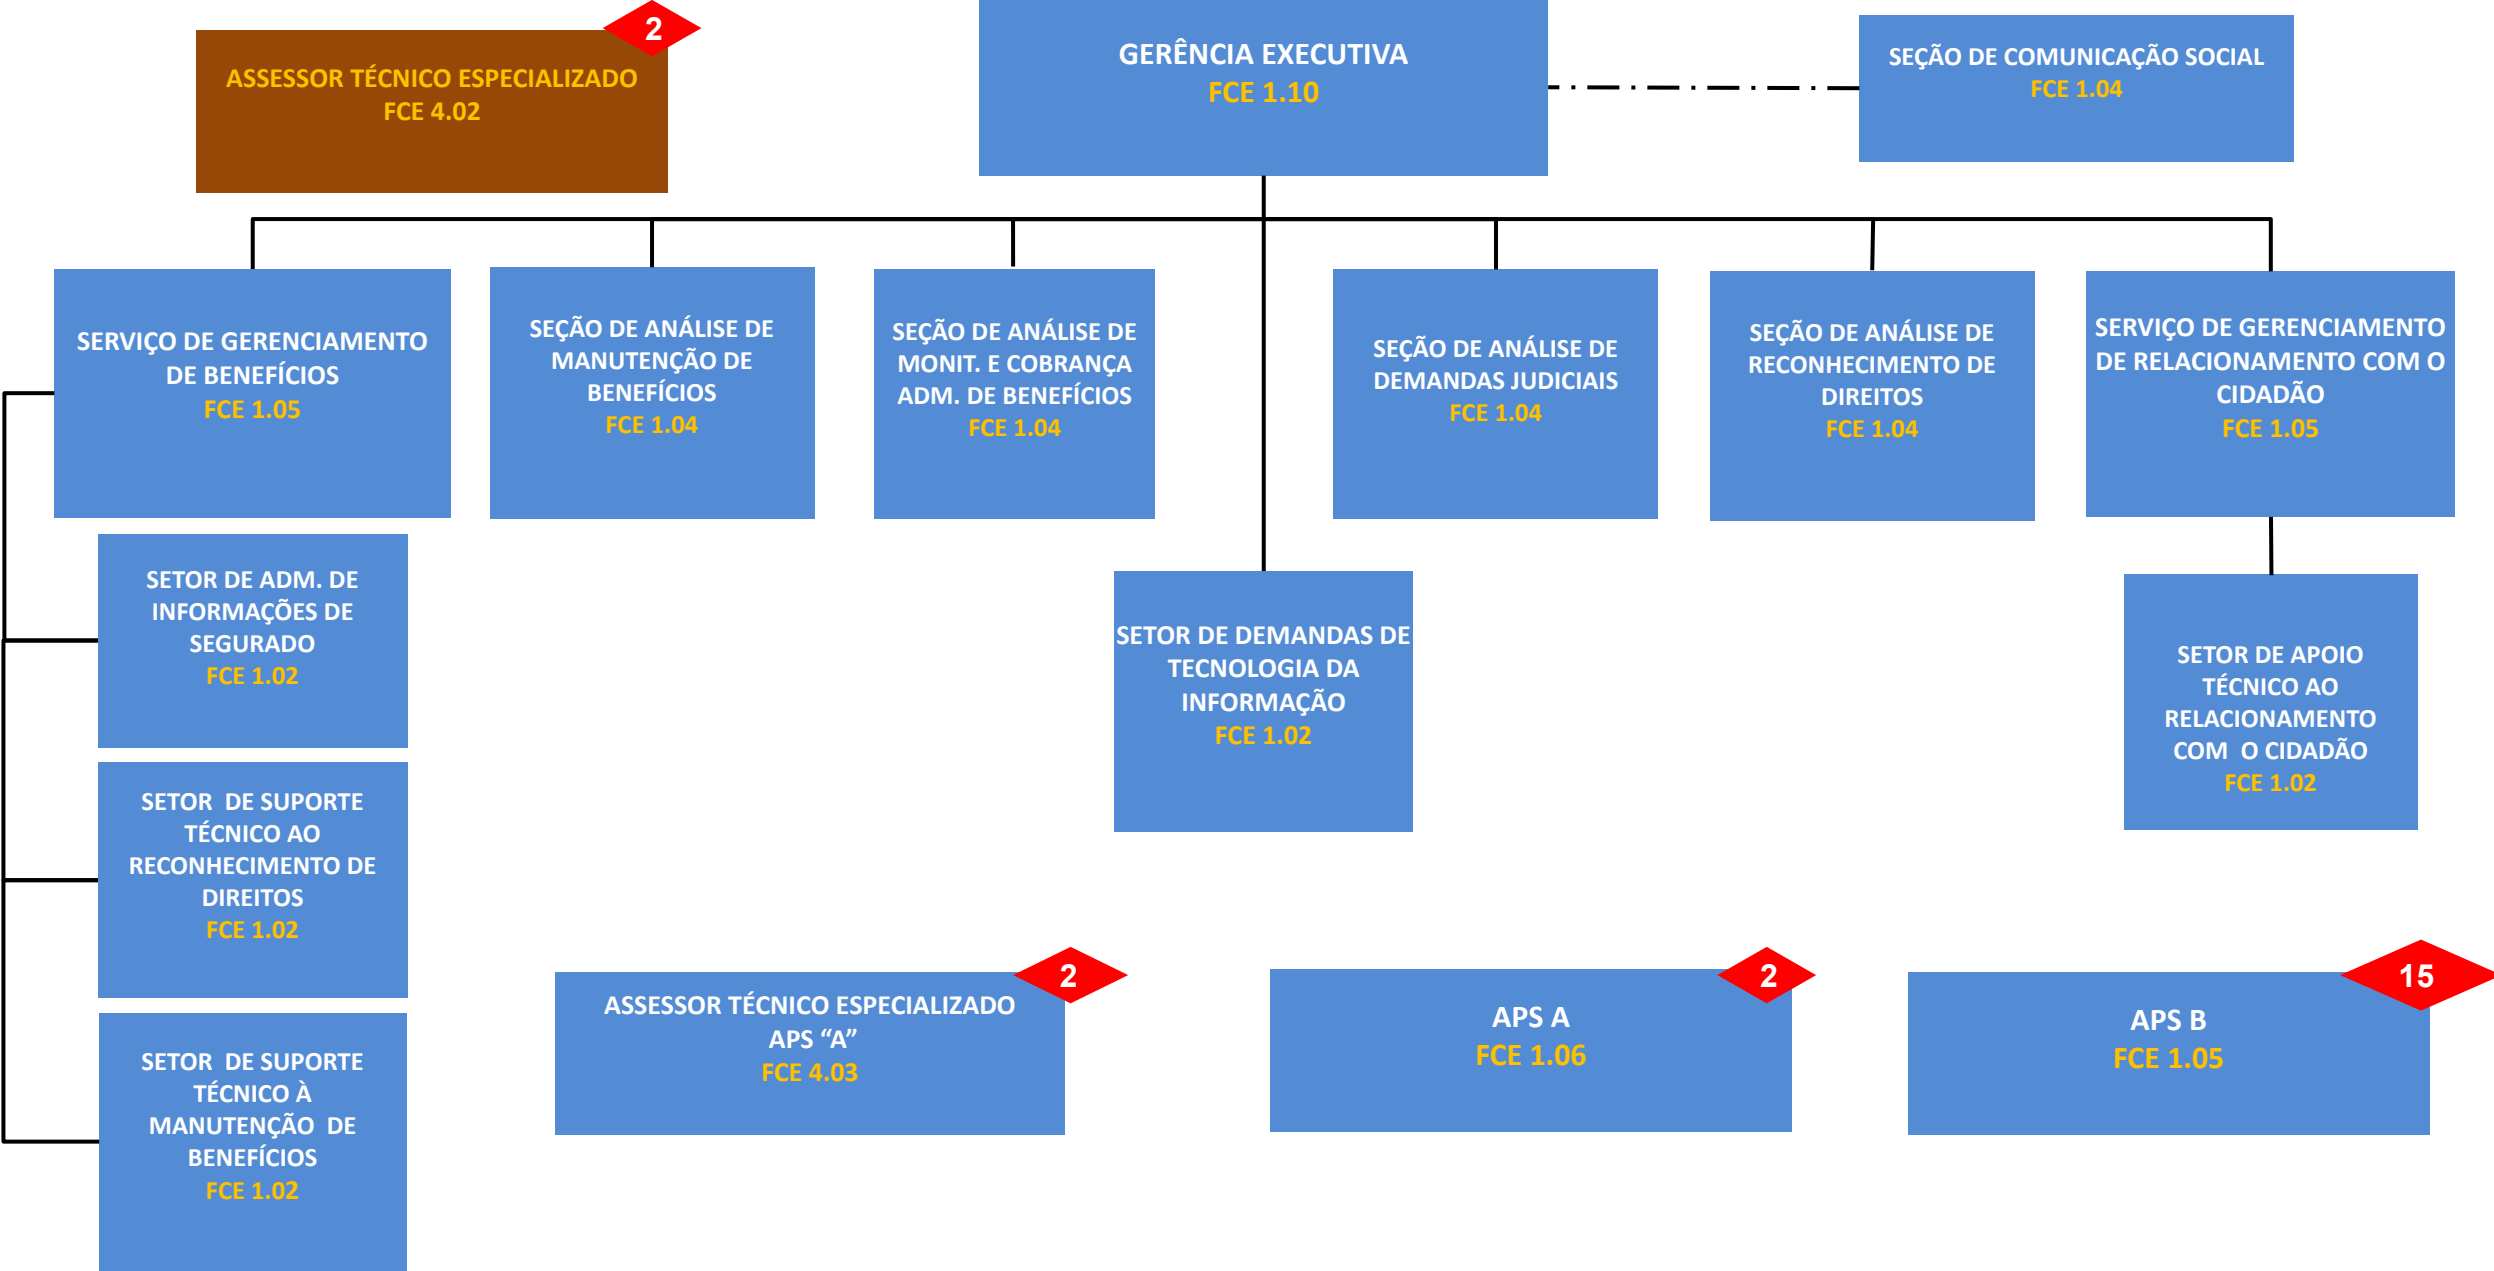 2
ASSESSOR TÉCNICO ESPECIALIZADO
FCE 4.02
GERÊNCIA EXECUTIVA
FCE 1.10
SEÇÃO DE COMUNICAÇÃO SOCIAL
FCE 1.04
SERVIÇO DE GERENCIAMENTO
DE BENEFÍCIOS
FCE 1.05
SEÇÃO DE ANÁLISE DE
MANUTENÇÃO DE
BENEFÍCIOS
FCE 1.04
SEÇÃO DE ANÁLISE DE
MONIT. E COBRANÇA
ADM. DE BENEFÍCIOS
FCE 1.04
SEÇÃO DE ANÁLISE DE
DEMANDAS JUDICIAIS
FCE 1.04
SEÇÃO DE ANÁLISE DE
RECONHECIMENTO DE
DIREITOS
FCE 1.04
SERVIÇO DE GERENCIAMENTO
DE RELACIONAMENTO COM O
CIDADÃO
FCE 1.05
SETOR DE ADM. DE
INFORMAÇÕES DE
SEGURADO
FCE 1.02
SETOR DE DEMANDAS DE
TECNOLOGIA DA
INFORMAÇÃO
FCE 1.02
SETOR DE APOIO
TÉCNICO AO
RELACIONAMENTO
COM  O CIDADÃO
FCE 1.02
SETOR  DE SUPORTE
TÉCNICO AO
RECONHECIMENTO DE
DIREITOS
FCE 1.02
SETOR  DE SUPORTE
TÉCNICO À
MANUTENÇÃO  DE
BENEFÍCIOS
FCE 1.02
2
ASSESSOR TÉCNICO ESPECIALIZADO
APS “A”
FCE 4.03
2
APS A
FCE 1.06
15
APS B
FCE 1.05